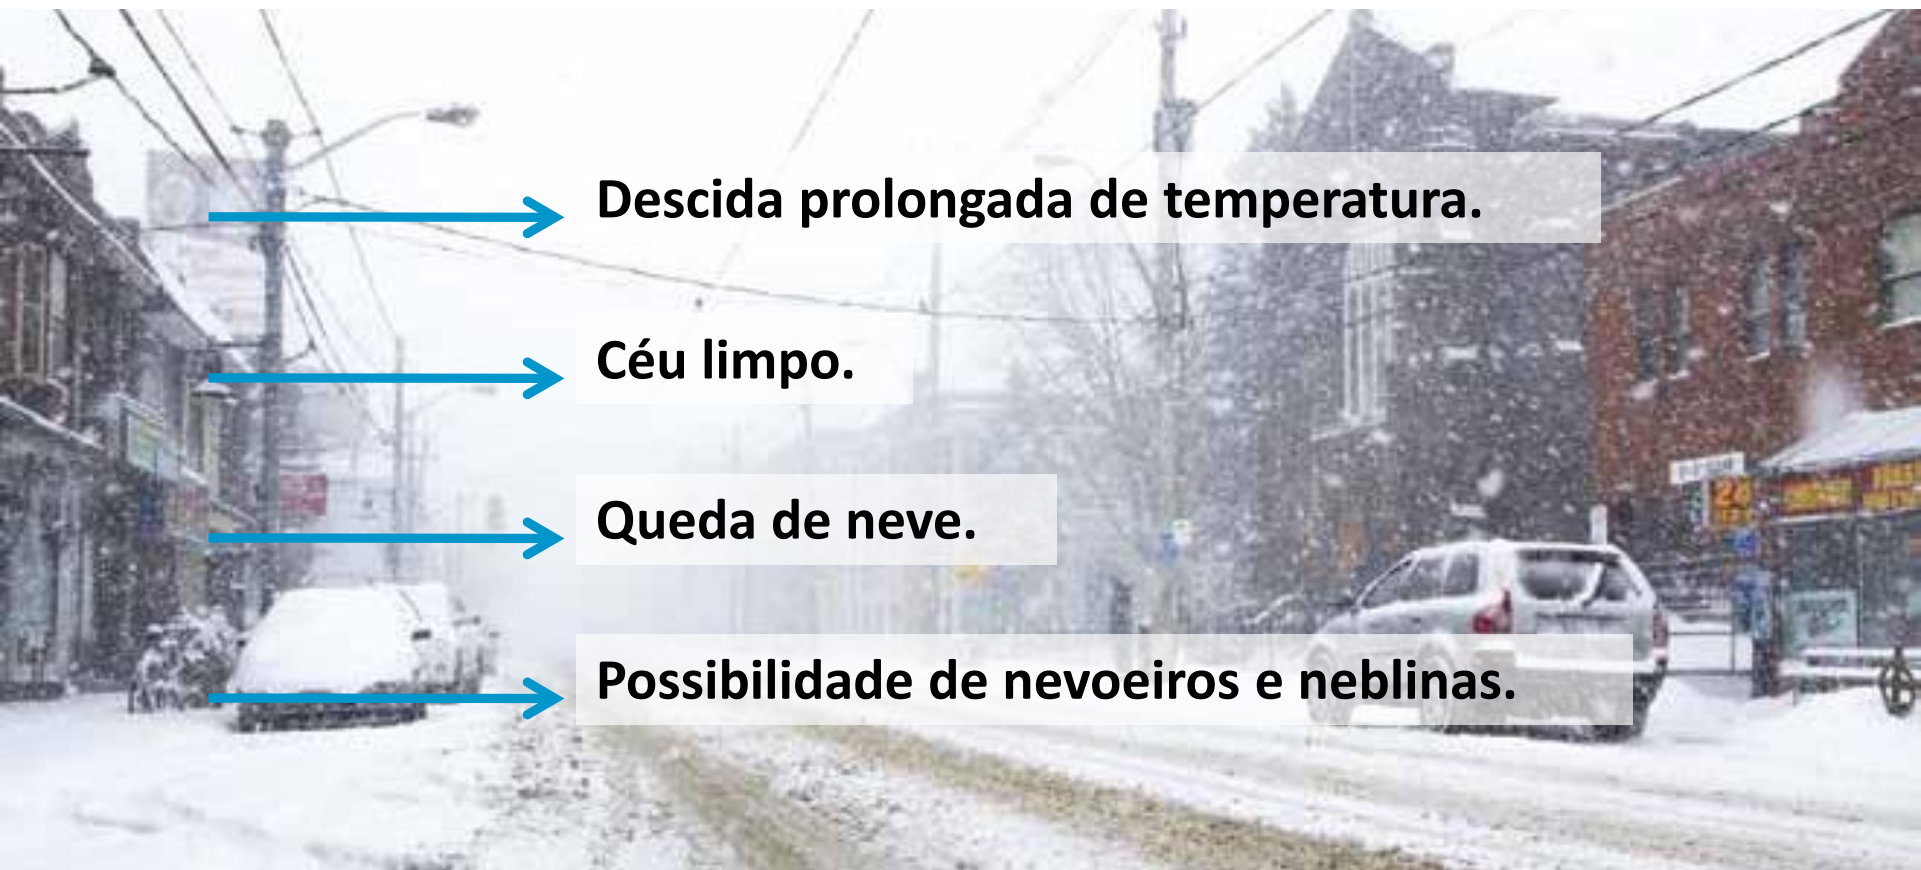 Descida prolongada de temperatura.
Céu limpo.
Queda de neve.
Possibilidade de nevoeiros e neblinas.